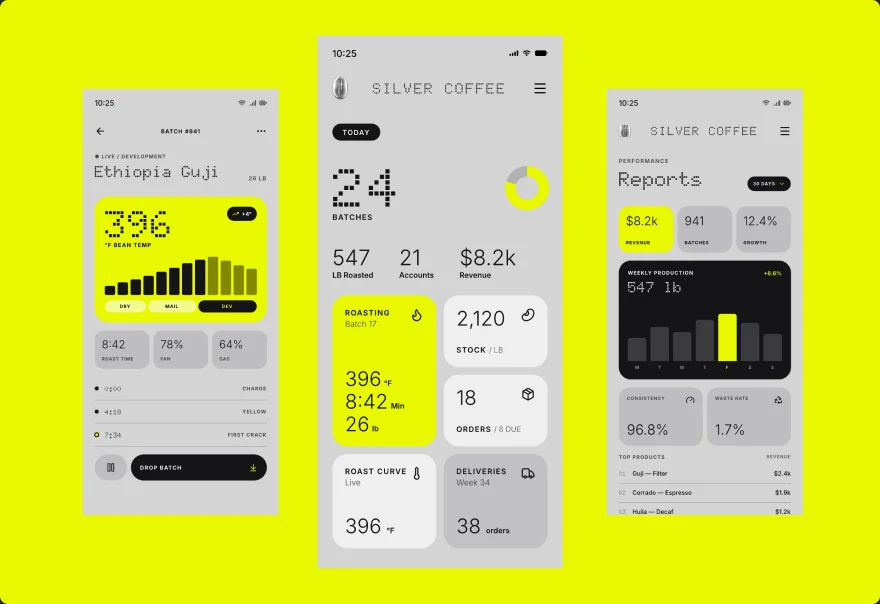 10:25
BATCH #941
LIVE / DEVELOPMENT
Ethiopia Guji
26 LB
396
+4°
°F BEAN TEMP
DRY
MAIL
DEV
8:42
ROAST TIME
78%
FAN
64%
GAS
0:00
CHARGE
4:18
YELLOW
7:34
FIRST CRACK
DROP BATCH
10:25
SILVER COFFEE
TODAY
24
BATCHES
547
LB Roasted
21
Accounts
$8.2k
Revenue
ROASTING
Batch 17
396 °F
8:42 Min
26 lb
2,120
STOCK / LB
18
ORDERS / 6 DUE
ROAST CURVE
Live
396 °F
DELIVERIES
Week 34
38 orders
10:25
SILVER COFFEE
PERFORMANCE
Reports
30 DAYS
$8.2k
REVENUE
941
BATCHES
12.4%
GROWTH
WEEKLY PRODUCTION
+8.6%
547 lb
M T W T F S S
CONSISTENCY
96.8%
WASTE RATE
1.7%
TOP PRODUCTS
REVENUE
01 Guji — Filter $2.4k
02 Cerrado — Espresso $1.9k
03 Huila — Decaf $1.2k